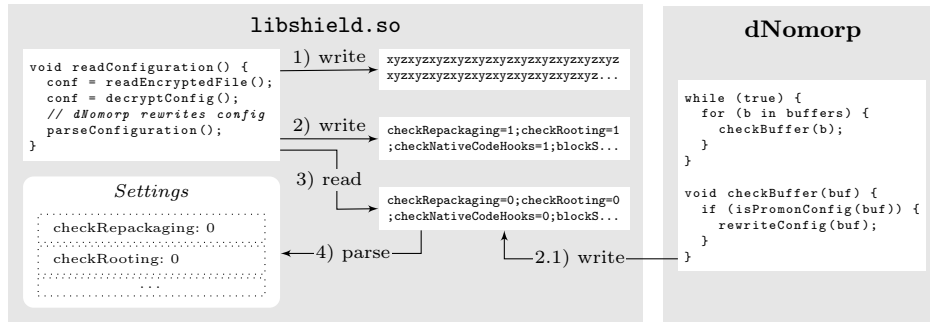 libshield.so
void readConfiguration() {
conf = readEncryptedFile();
conf = decryptConfig();
// dNomorp rewrites config
parseConfiguration();
}
1) write
xyzxyzxyzxyzxyzxyzxyzxyzxyzxyzxyz
xyzxyzxyzxyzxyzxyzxyzxyzxyzxyz...
2) write
checkRepackaging=1;checkRooting=1
;checkNativeCodeHooks=1;blockS...
3) read
checkRepackaging=0;checkRooting=0
;checkNativeCodeHooks=0;blockS...
Settings
checkRepackaging: 0
checkRooting: 0
...
4) parse
2.1) write
dNomorp
while (true) {
for (b in buffers) {
checkBuffer(b);
}
}
void checkBuffer(buf) {
if (isPromonConfig(buf)) {
rewriteConfig(buf);
}
}